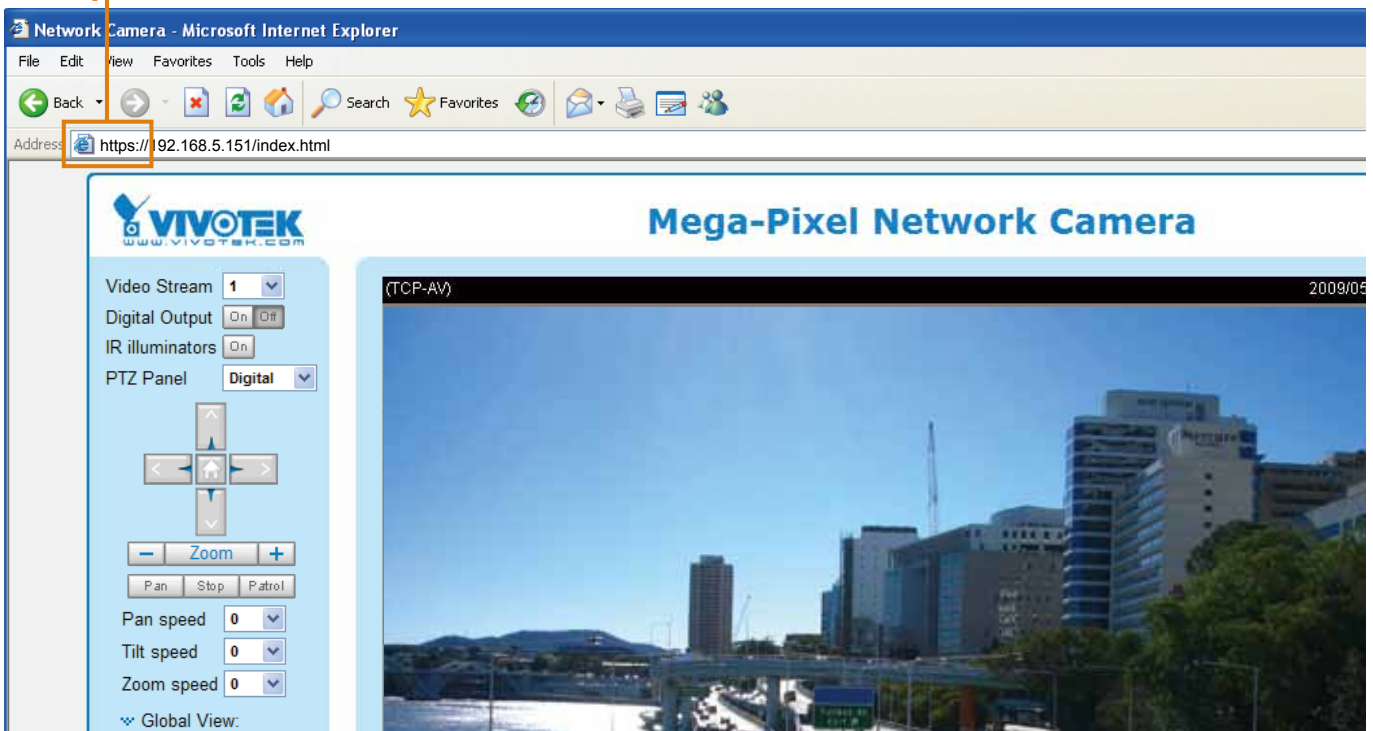 Network Camera - Microsoft Internet Explorer
File Edit View Favorites Tools Help
Back Search Favorites
Address https://192.168.5.151/index.html
VIVOTEK
www.vivotek.com
Mega-Pixel Network Camera
Video Stream 1
(TCP-AV) 2009/05
Digital Output On Off
IR illuminators On
PTZ Panel Digital
Zoom
Pan Stop Patrol
Pan speed 0
Tilt speed 0
Zoom speed 0
Global View: